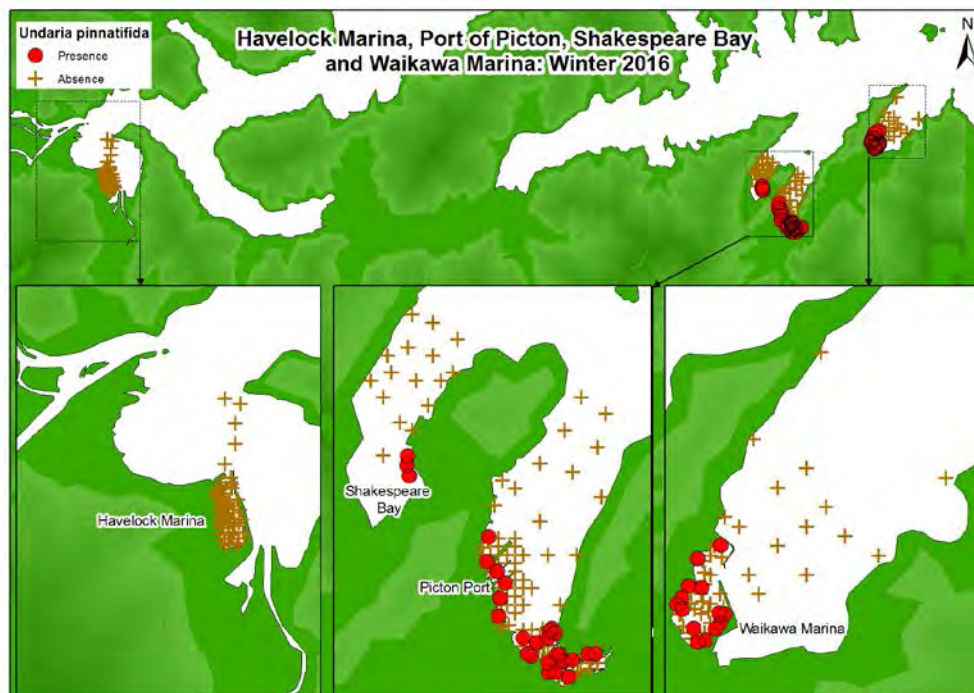 Undaria pinnatifida
Presence
Absence
Havelock Marina, Port of Picton, Shakespeare Bay
and Waikawa Marina: Winter 2016
N
Havelock Marina
Shakespeare
Bay
Picton Port
Waikawa Marina